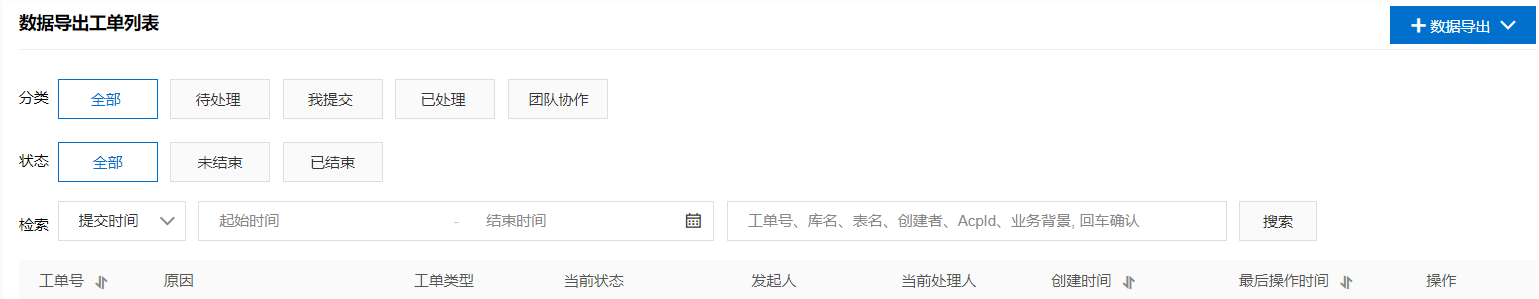 数据导出工单列表
数据导出
分类 全部 待处理 我提交 已处理 团队协作
状态 全部 未结束 已结束
检索 提交时间 起始时间 - 结束时间 工单号、库名、表名、创建者、AcpId、业务背景, 回车确认 搜索
工单号 原因 工单类型 当前状态 发起人 当前处理人 创建时间 最后操作时间 操作